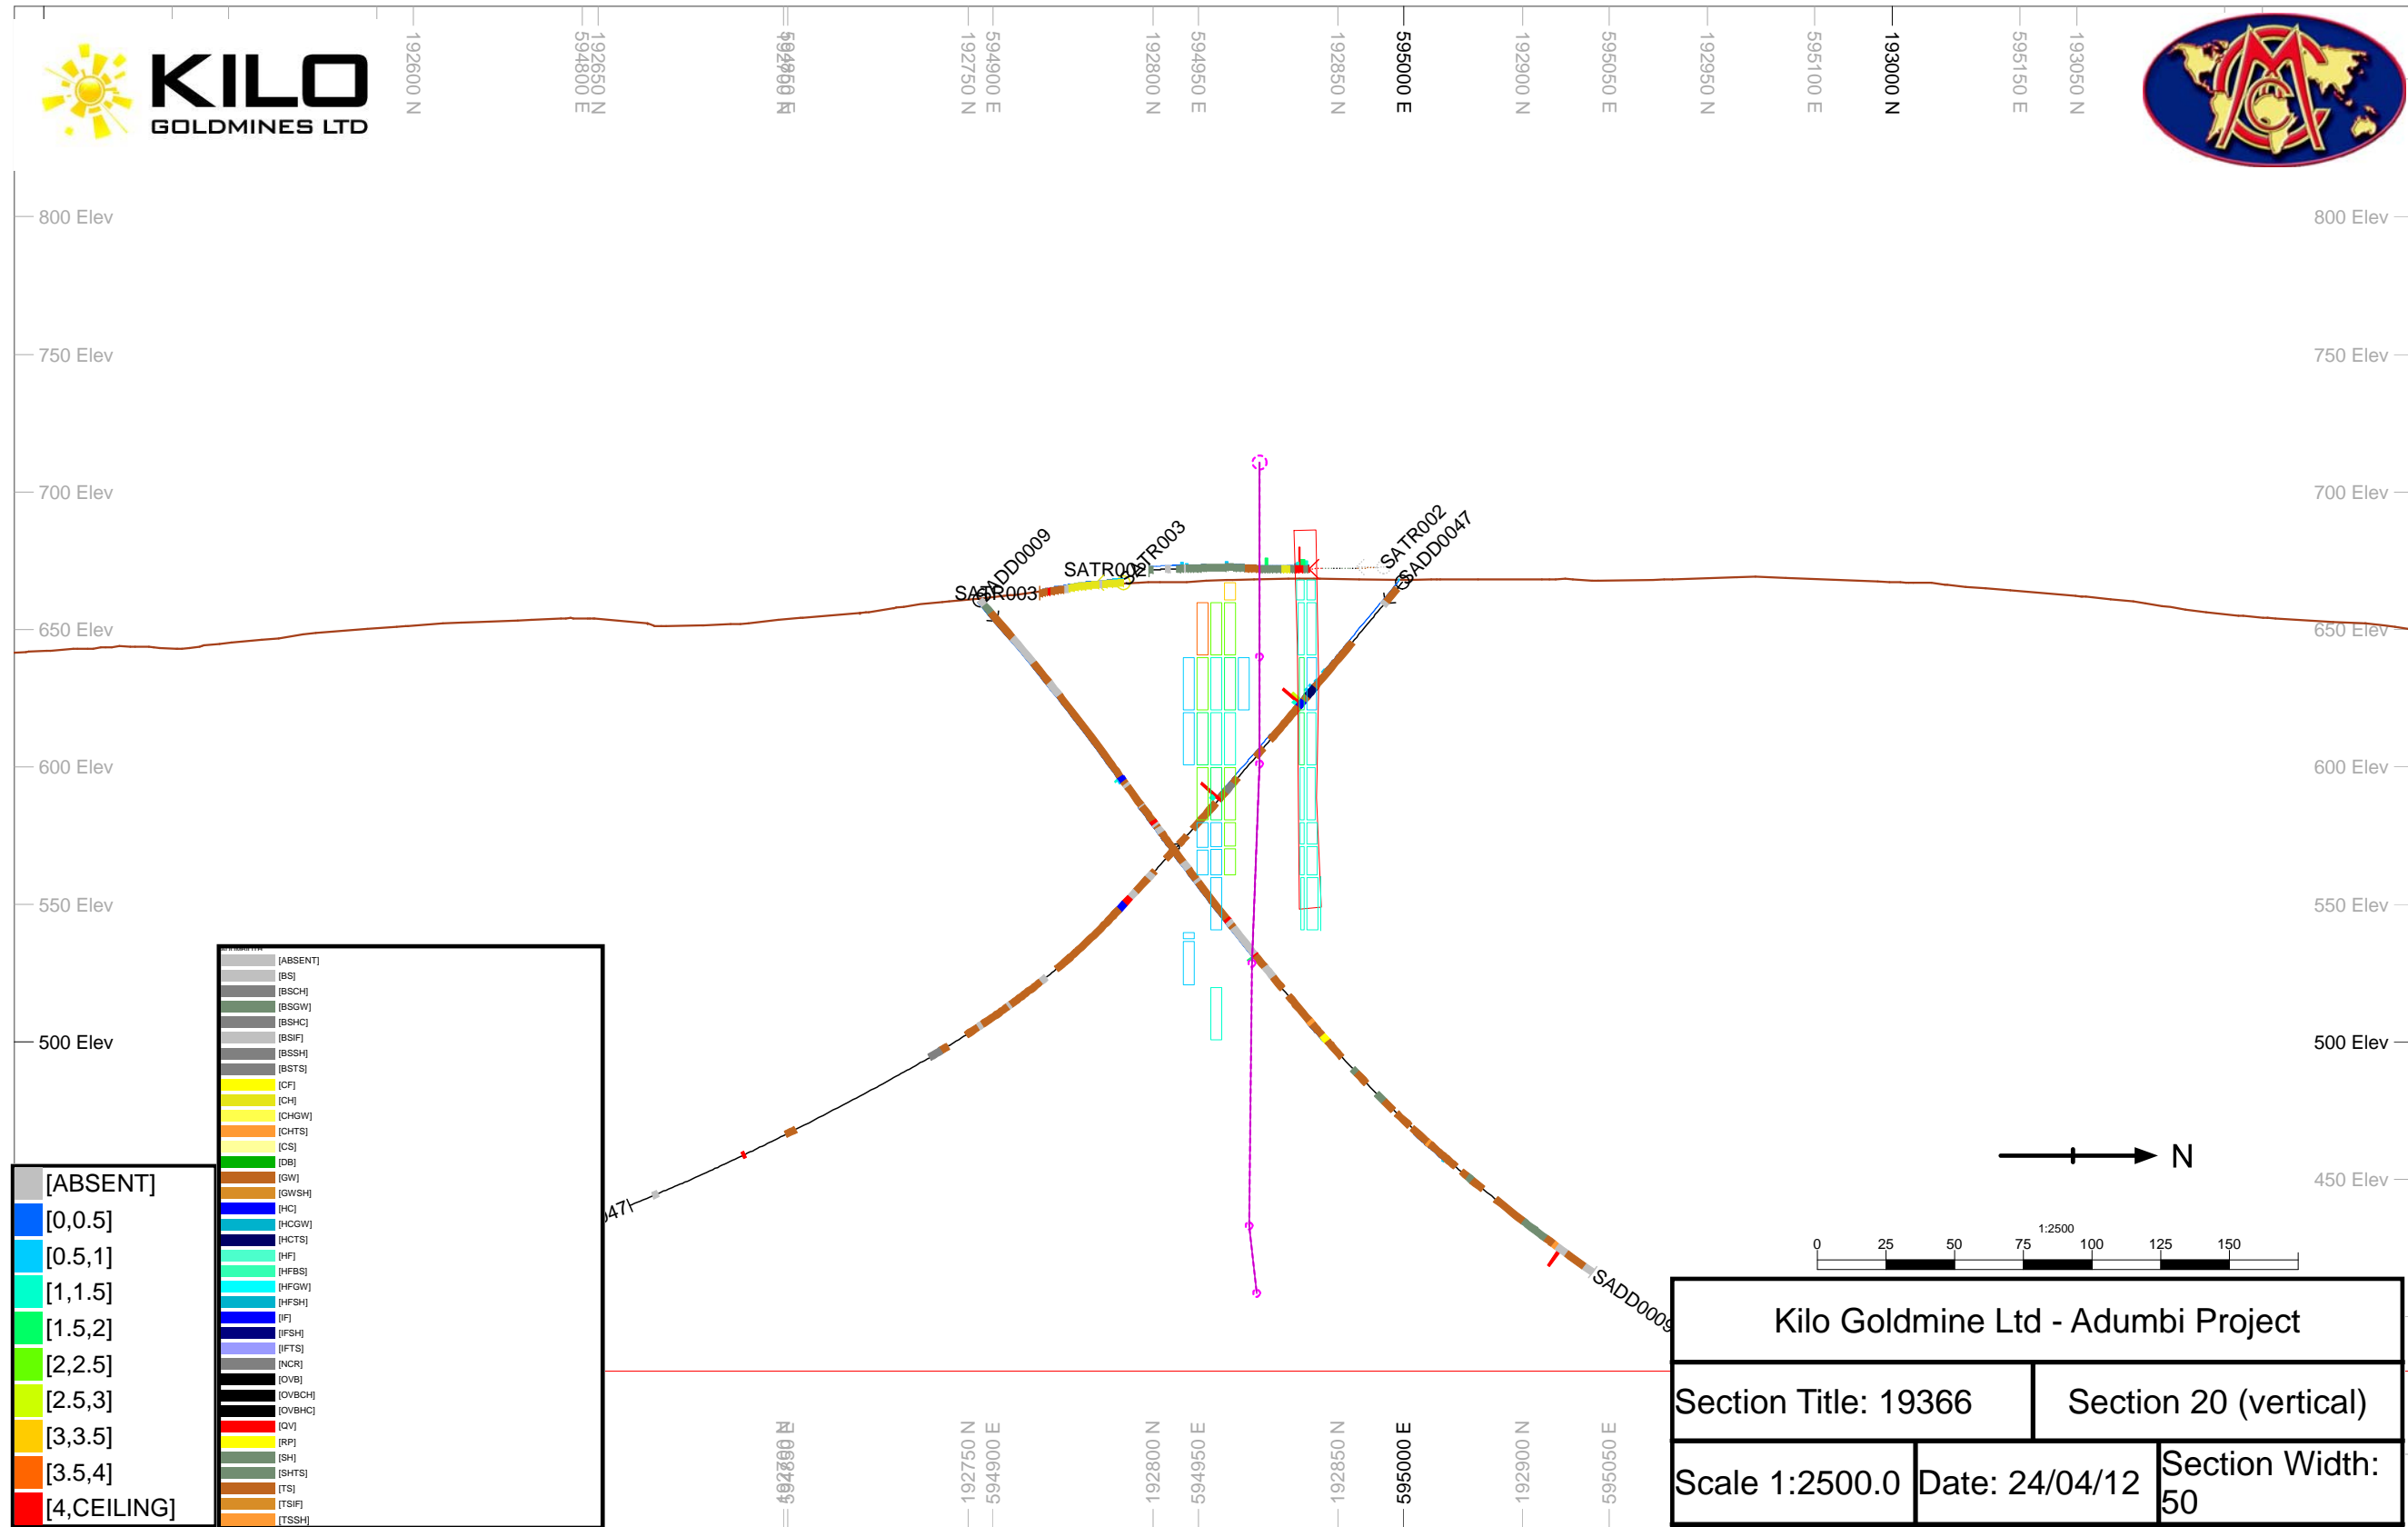 192600 N
594800 E
192650 N
192750 N
594900 E
192800 N
594950 E
192850 N
595000 E
192900 N
595050 E
192950 N
595100 E
193000 N
595150 E
193050 N
KILO
GOLDMINES LTD
800 Elev
800 Elev
750 Elev
750 Elev
700 Elev
700 Elev
SADD0009
SATR003
SATR002
SATR002
SADD0047
SATR003
650 Elev
650 Elev
600 Elev
600 Elev
550 Elev
550 Elev
500 Elev
500 Elev
450 Elev
N
047
SADD0009
[ABSENT]
[BS]
[BSCH]
[BSGW]
[BSHC]
[BSIF]
[BSSH]
[BSTS]
[CF]
[CH]
[CHGW]
[CHTS]
[CS]
[DB]
[GW]
[GWSH]
[HC]
[HCGW]
[HCTS]
[HF]
[HFBS]
[HFGW]
[HFSH]
[IF]
[IFSH]
[IFTS]
[NCR]
[OVB]
[OVBCH]
[OVBHC]
[QV]
[RP]
[SH]
[SHTS]
[TS]
[TSIF]
[TSSH]
[ABSENT]
[0,0.5]
[0.5,1]
[1,1.5]
[1.5,2]
[2,2.5]
[2.5,3]
[3,3.5]
[3.5,4]
[4,CEILING]
1:2500
0 25 50 75 100 125 150
Kilo Goldmine Ltd - Adumbi Project
Section Title: 19366
Section 20 (vertical)
Scale 1:2500.0
Date: 24/04/12
Section Width:
50
192750 N
594900 E
192800 N
594950 E
192850 N
595000 E
192900 N
595050 E